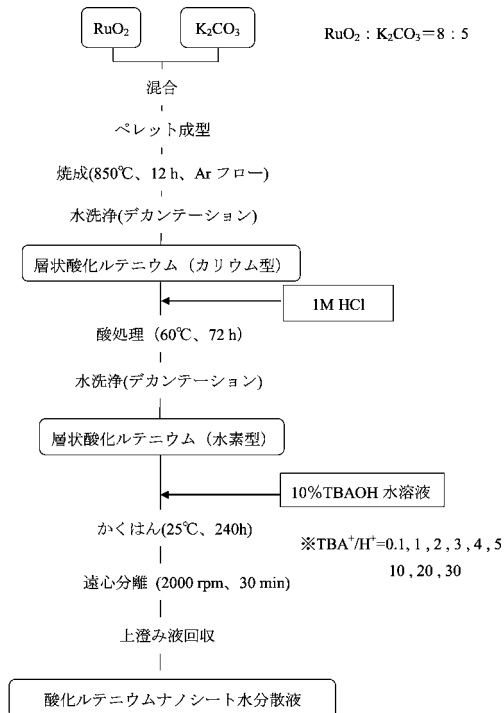 RuO₂
K₂CO₃
RuO₂：K₂CO₃＝8：5
混合
ペレット成型
焼成(850℃、12 h、Ar フロー)
水洗浄(デカンテーション)
層状酸化ルテニウム（カリウム型）
1M HCl
酸処理（60℃、72 h）
水洗浄(デカンテーション)
層状酸化ルテニウム（水素型）
10%TBAOH 水溶液
かくはん(25℃、240h)
※TBA⁺/H⁺=0.1, 1 , 2 , 3 , 4 , 5
10 , 20 , 30
遠心分離 (2000 rpm、30 min)
上澄み液回収
酸化ルテニウムナノシート水分散液